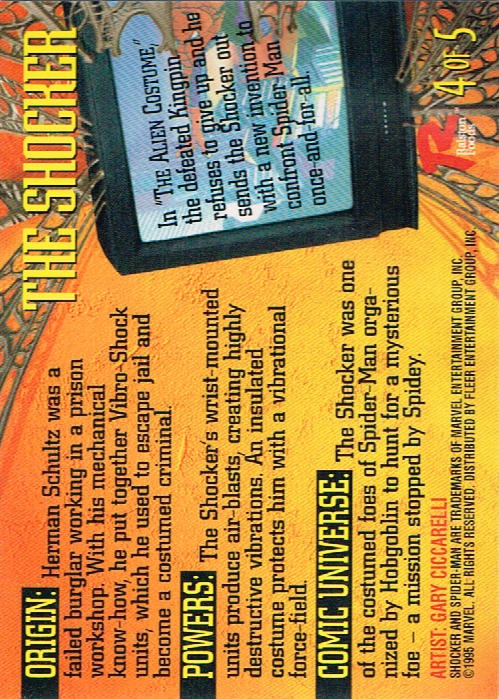 THE SHOCKER
ORIGIN: Herman Schultz was a
failed burglar working in a prison
workshop. With his mechanical
know-how, he put together Vibro-Shock
units, which he used to escape jail and
become a costumed criminal.
POWERS: The Shocker's wrist-mounted
units produce air-blasts, creating highly
destructive vibrations. An insulated
costume protects him with a vibrational
force-field.
COMIC UNIVERSE: The Shocker was one
of the costumed foes of Spider-Man orga-
nized by Hobgoblin to hunt for a mysterious
foe – a mission stopped by Spidey.
ARTIST: GARY CICCARELLI
SHOCKER AND SPIDER-MAN ARE TRADEMARKS OF MARVEL ENTERTAINMENT GROUP, INC.
©1995 MARVEL. ALL RIGHTS RESERVED. DISTRIBUTED BY FLEER ENTERTAINMENT GROUP, INC
In "THE ALIEN COSTUME,"
the defeated Kingpin
refuses to give up and he
sends the Shocker out
with a new invention to
confront Spider-Man
once-and-for-all.
Ralston
Foods
4 OF 5